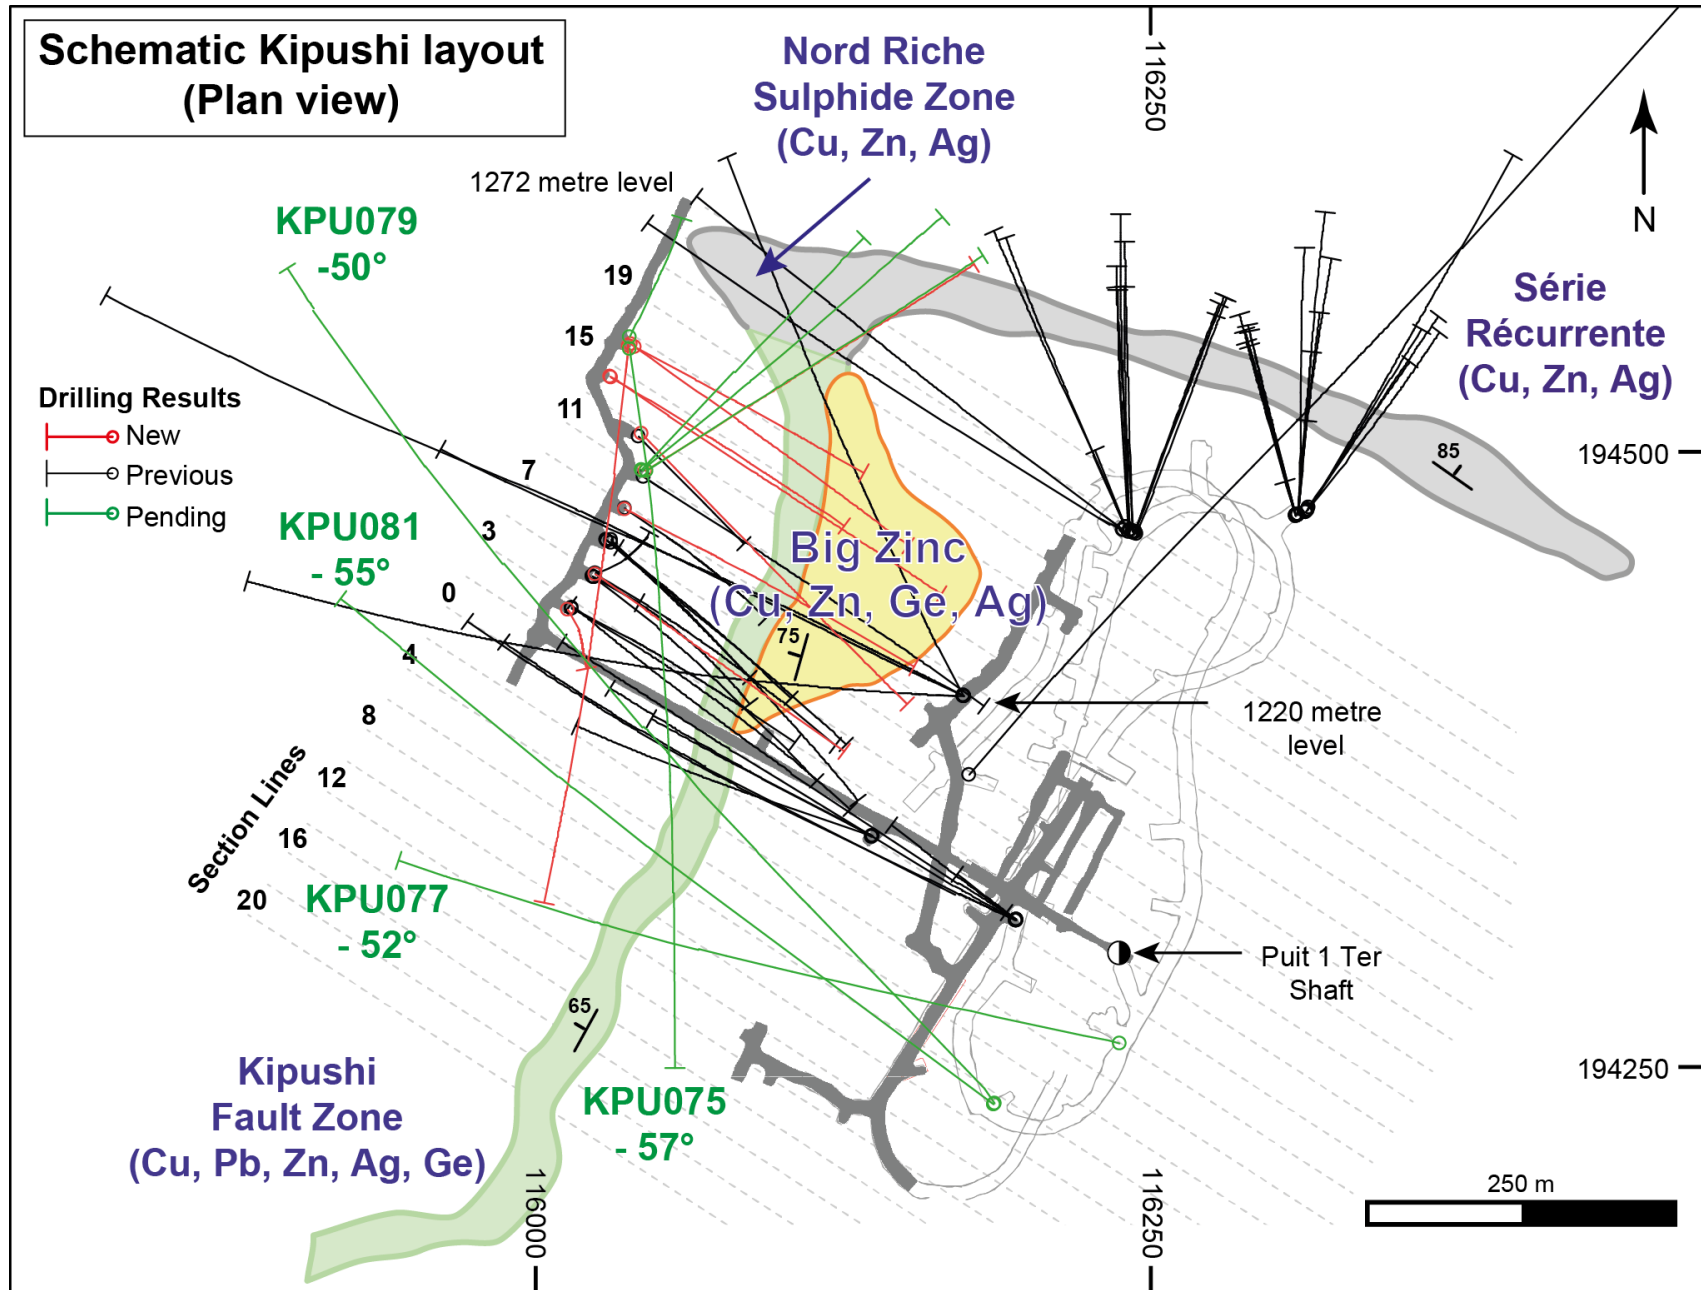 Schematic Kipushi layout
(Plan view)
Nord Riche
Sulphide Zone
(Cu, Zn, Ag)
116250
N
1272 metre level
KPU079
-50°
19
15
11
7
3
0
4
8
12
16
20
Section Lines
Série
Récurrente
(Cu, Zn, Ag)
Drilling Results
New
Previous
Pending
85
194500
KPU081
- 55°
Big Zinc
(Cu, Zn, Ge, Ag)
75
1220 metre
level
KPU077
- 52°
Puit 1 Ter
Shaft
65
Kipushi
Fault Zone
(Cu, Pb, Zn, Ag, Ge)
KPU075
- 57°
194250
116000
116250
250 m